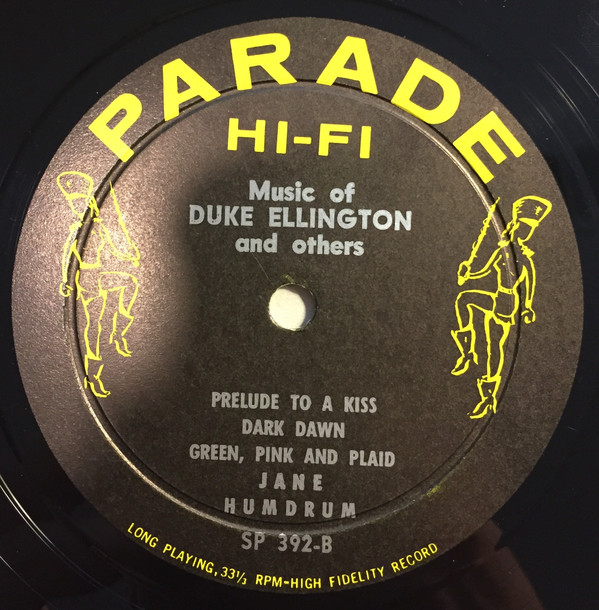 PARADE
HI-FI
Music of
DUKE ELLINGTON
and others
PRELUDE TO A KISS
DARK DAWN
GREEN, PINK AND PLAID
JANE
HUMDRUM
SP 392-B
LONG PLAYING, 33⅓ RPM-HIGH FIDELITY RECORD